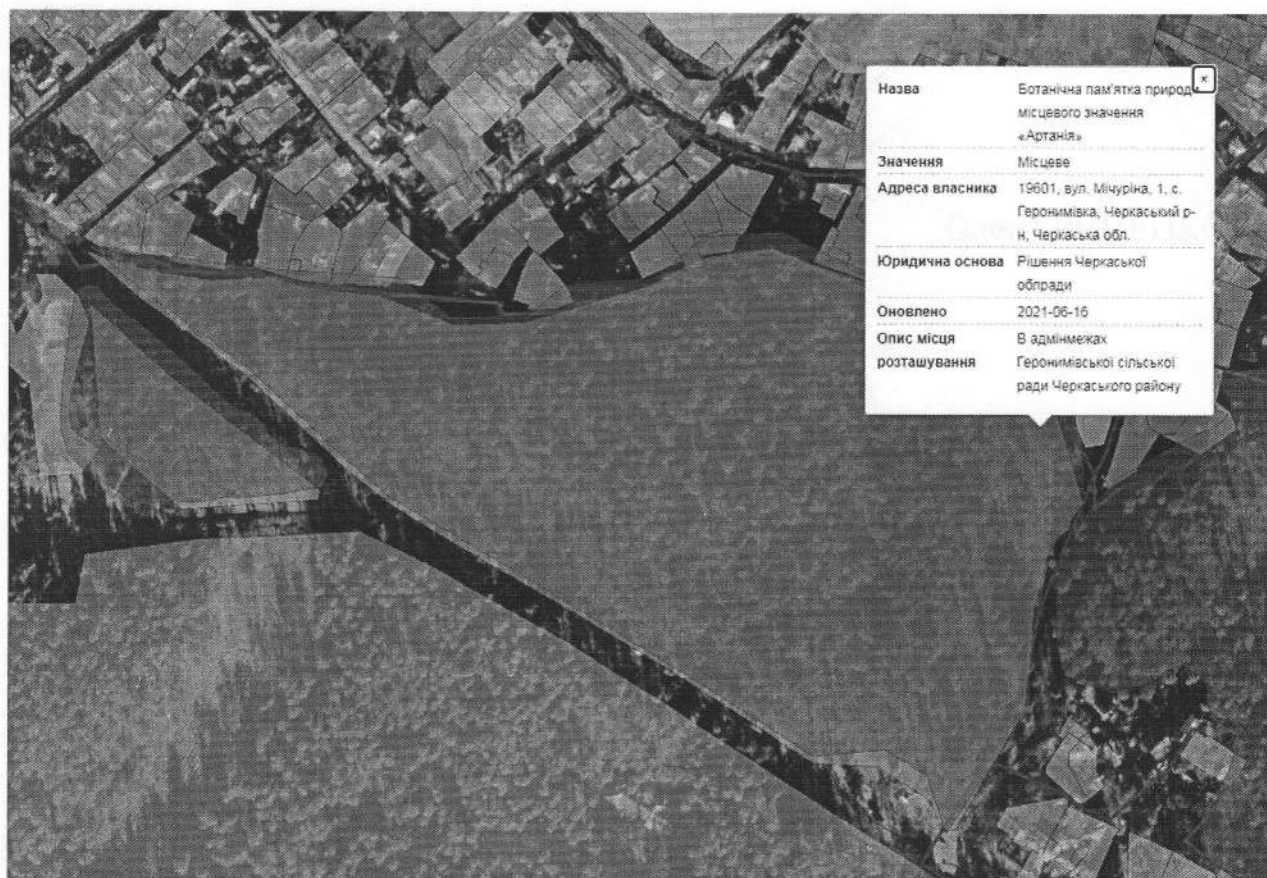 ×
Назва Ботанічна пам'ятка природи
місцевого значення
«Артанія»
Значення Місцеве
Адреса власника 19601, вул. Мічуріна, 1, с.
Геронимівка, Черкаський р-
н, Черкаська обл.
Юридична основа Рішення Черкаської
облради
Оновлено 2021-06-16
Опис місця В адмінмежах
розташування Геронимівської сільської
ради Черкаського району